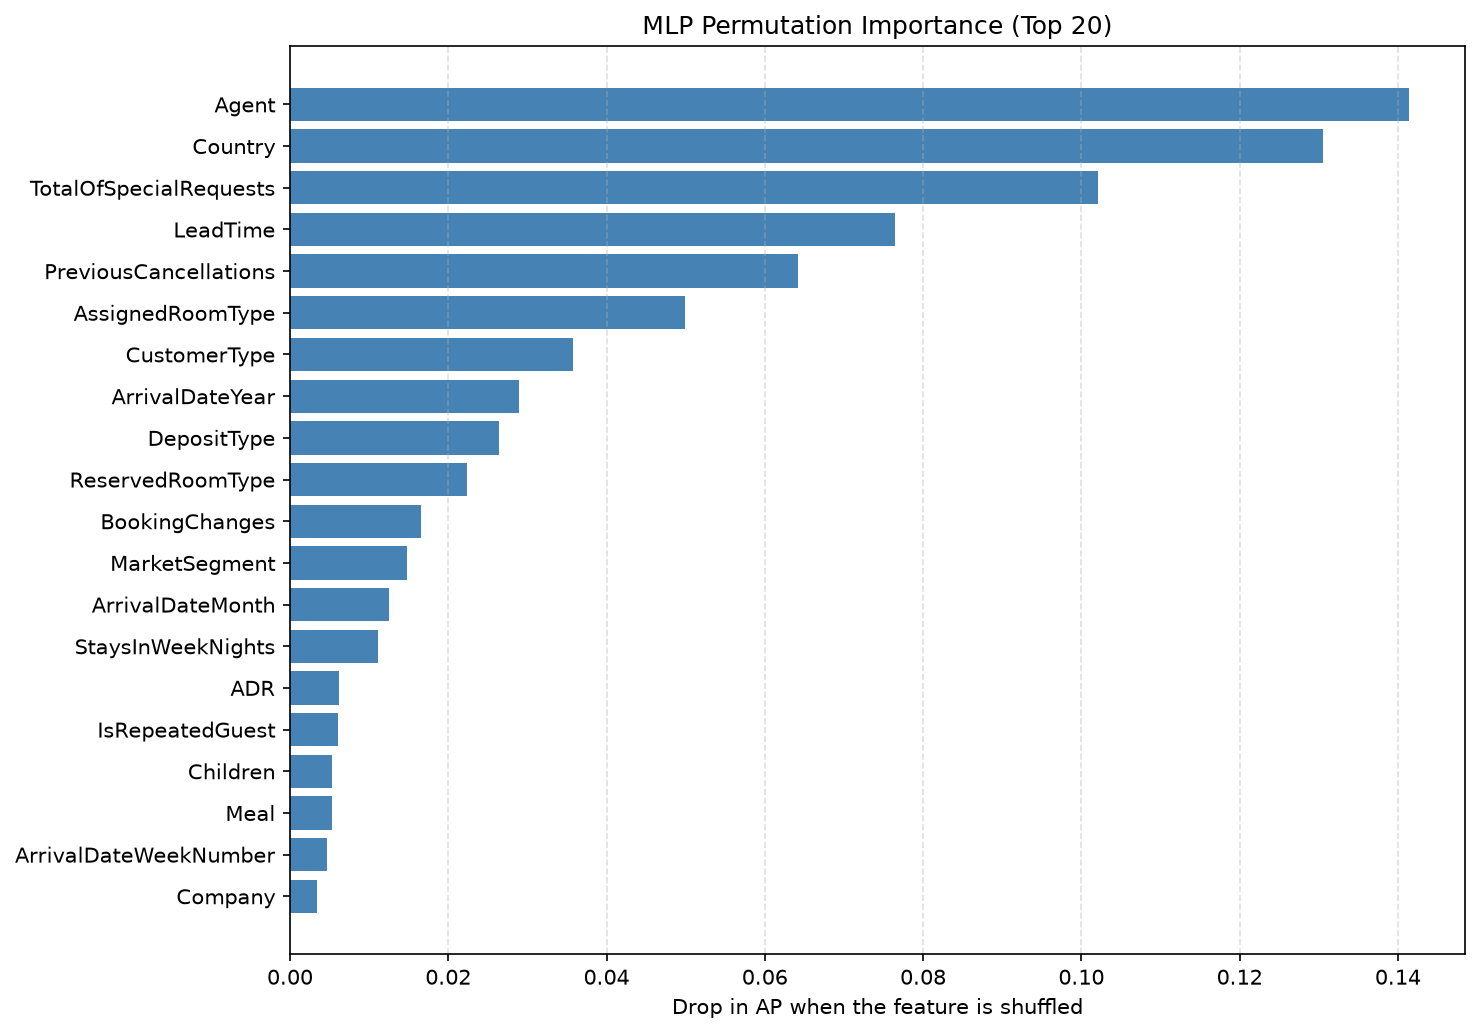 MLP Permutation Importance (Top 20)
Agent
Country
TotalOfSpecialRequests
LeadTime
PreviousCancellations
AssignedRoomType
CustomerType
ArrivalDateYear
DepositType
ReservedRoomType
BookingChanges
MarketSegment
ArrivalDateMonth
StaysInWeekNights
ADR
IsRepeatedGuest
Children
Meal
ArrivalDateWeekNumber
Company
0.00 0.02 0.04 0.06 0.08 0.10 0.12 0.14
Drop in AP when the feature is shuffled